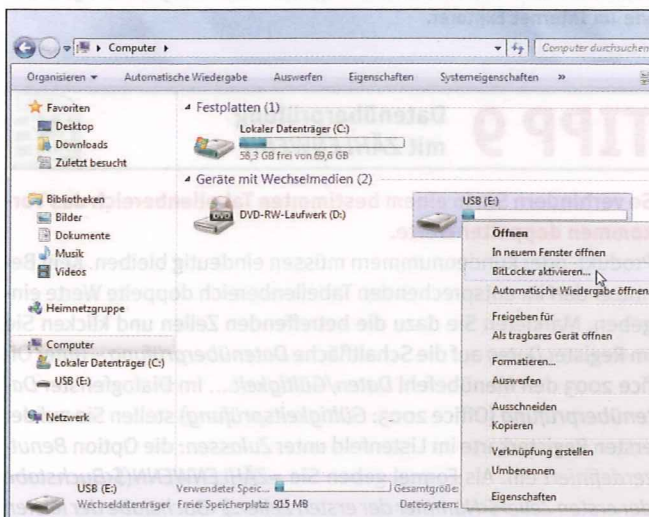 Computer
Computer durchsuchen
Organisieren Automatische Wiedergabe Auswerfen Eigenschaften Systemeigenschaften »
Favoriten
Desktop
Downloads
Zuletzt besucht
Bibliotheken
Bilder
Dokumente
Musik
Videos
Heimnetzgruppe
Computer
Lokaler Datenträger (C:)
USB (E:)
Netzwerk
Festplatten (1)
Lokaler Datenträger (C:)
58,3 GB frei von 69,6 GB
Geräte mit Wechselmedien (2)
DVD-RW-Laufwerk (D:)
USB (E:)
Öffnen
In neuem Fenster öffnen
BitLocker aktivieren...
Automatische Wiedergabe öffnen
Freigeben für
Als tragbares Gerät öffnen
Formatieren...
Auswerfen
Ausschneiden
Kopieren
Verknüpfung erstellen
Umbenennen
Eigenschaften
USB (E:) Verwendeter Speic... Gesamtgröße:
Wechseldatenträger Freier Speicherplatz: 915 MB Dateisystem: